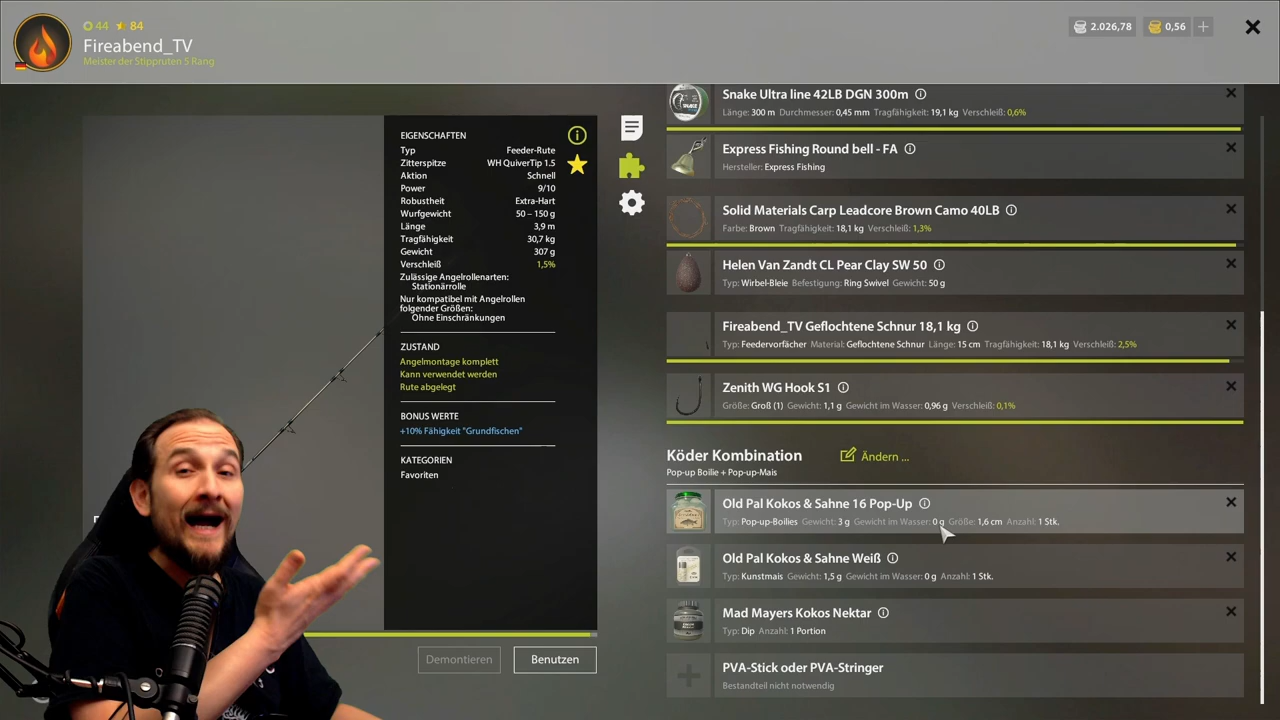 44 84
Fireabend_TV
Meister der Stippruten 5 Rang
2.026,78
0,56
EIGENSCHAFTEN
Typ Feeder-Rute
Zitterspitze WH QuiverTip 1.5
Aktion Schnell
Power 9/10
Robustheit Extra-Hart
Wurfgewicht 50 – 150 g
Länge 3,9 m
Tragfähigkeit 30,7 kg
Gewicht 307 g
Verschleiß 1,5%
Zulässige Angelrollenarten:
Stationärrolle
Nur kompatibel mit Angelrollen
folgender Größen:
Ohne Einschränkungen
ZUSTAND
Angelmontage komplett
Kann verwendet werden
Rute abgelegt
BONUS WERTE
+10% Fähigkeit "Grundfischen"
KATEGORIEN
Favoriten
Demontieren
Benutzen
Snake Ultra line 42LB DGN 300m
Länge: 300 m Durchmesser: 0,45 mm Tragfähigkeit: 19,1 kg Verschleiß: 0,6%
Express Fishing Round bell - FA
Hersteller: Express Fishing
Solid Materials Carp Leadcore Brown Camo 40LB
Farbe: Brown Tragfähigkeit: 18,1 kg Verschleiß: 1,3%
Helen Van Zandt CL Pear Clay SW 50
Typ: Wirbel-Bleie Befestigung: Ring Swivel Gewicht: 50 g
Fireabend_TV Geflochtene Schnur 18,1 kg
Typ: Feedervorfächer Material: Geflochtene Schnur Länge: 15 cm Tragfähigkeit: 18,1 kg Verschleiß: 2,5%
Zenith WG Hook S1
Größe: Groß (1) Gewicht: 1,1 g Gewicht im Wasser: 0,96 g Verschleiß: 0,1%
Köder Kombination
Ändern ...
Pop-up Boilie + Pop-up-Mais
Old Pal Kokos & Sahne 16 Pop-Up
Typ: Pop-up-Boilies Gewicht: 3 g Gewicht im Wasser: 0 g Größe: 1,6 cm Anzahl: 1 Stk.
Old Pal Kokos & Sahne Weiß
Typ: Kunstmais Gewicht: 1,5 g Gewicht im Wasser: 0 g Anzahl: 1 Stk.
Mad Mayers Kokos Nektar
Typ: Dip Anzahl: 1 Portion
PVA-Stick oder PVA-Stringer
Bestandteil nicht notwendig